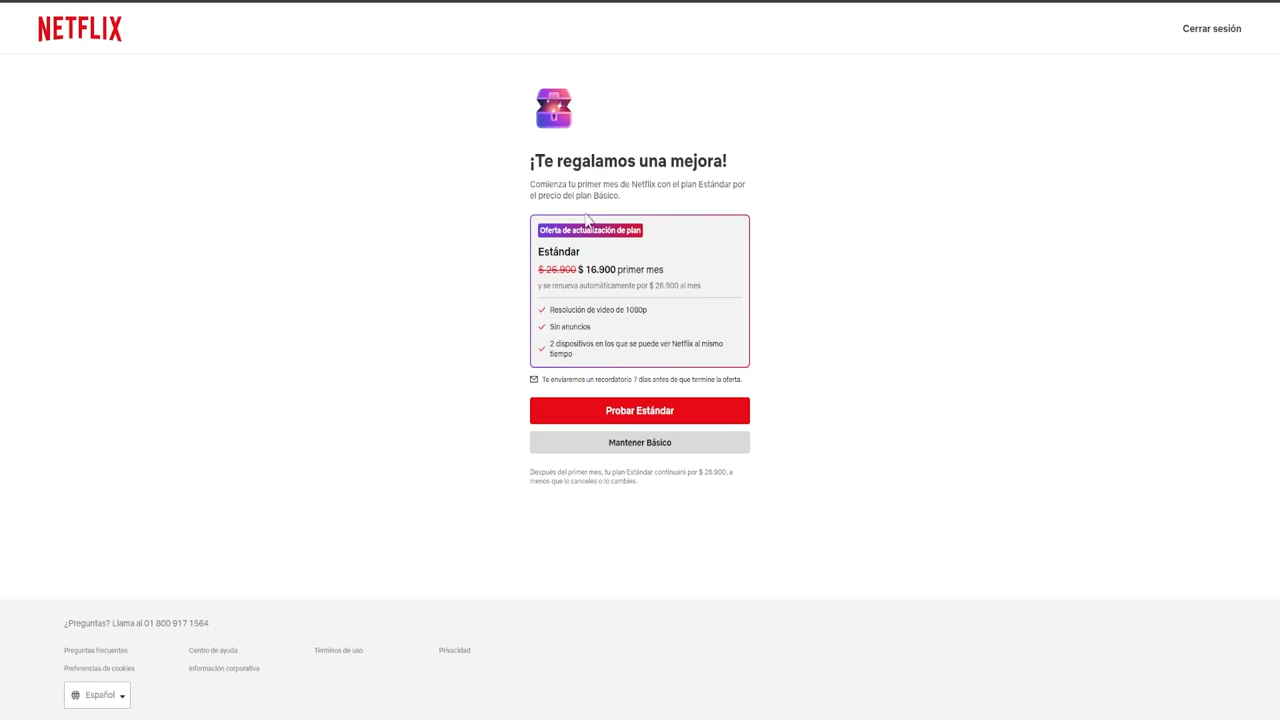 NETFLIX
Cerrar sesión
¡Te regalamos una mejora!
Comienza tu primer mes de Netflix con el plan Estándar por
el precio del plan Básico.
Oferta de actualización de plan
Estándar
$ 26.900 $ 16.900 primer mes
y se renueva automáticamente por $ 26.900 al mes
Resolución de video de 1080p
Sin anuncios
2 dispositivos en los que se puede ver Netflix al mismo
tiempo
Te enviaremos un recordatorio 7 días antes de que termine la oferta.
Probar Estándar
Mantener Básico
Después del primer mes, tu plan Estándar continuará por $ 26.900, a
menos que lo canceles o lo cambies.
¿Preguntas? Llama al 01 800 917 1564
Preguntas frecuentes Centro de ayuda Términos de uso Privacidad
Preferencias de cookies Información corporativa
Español